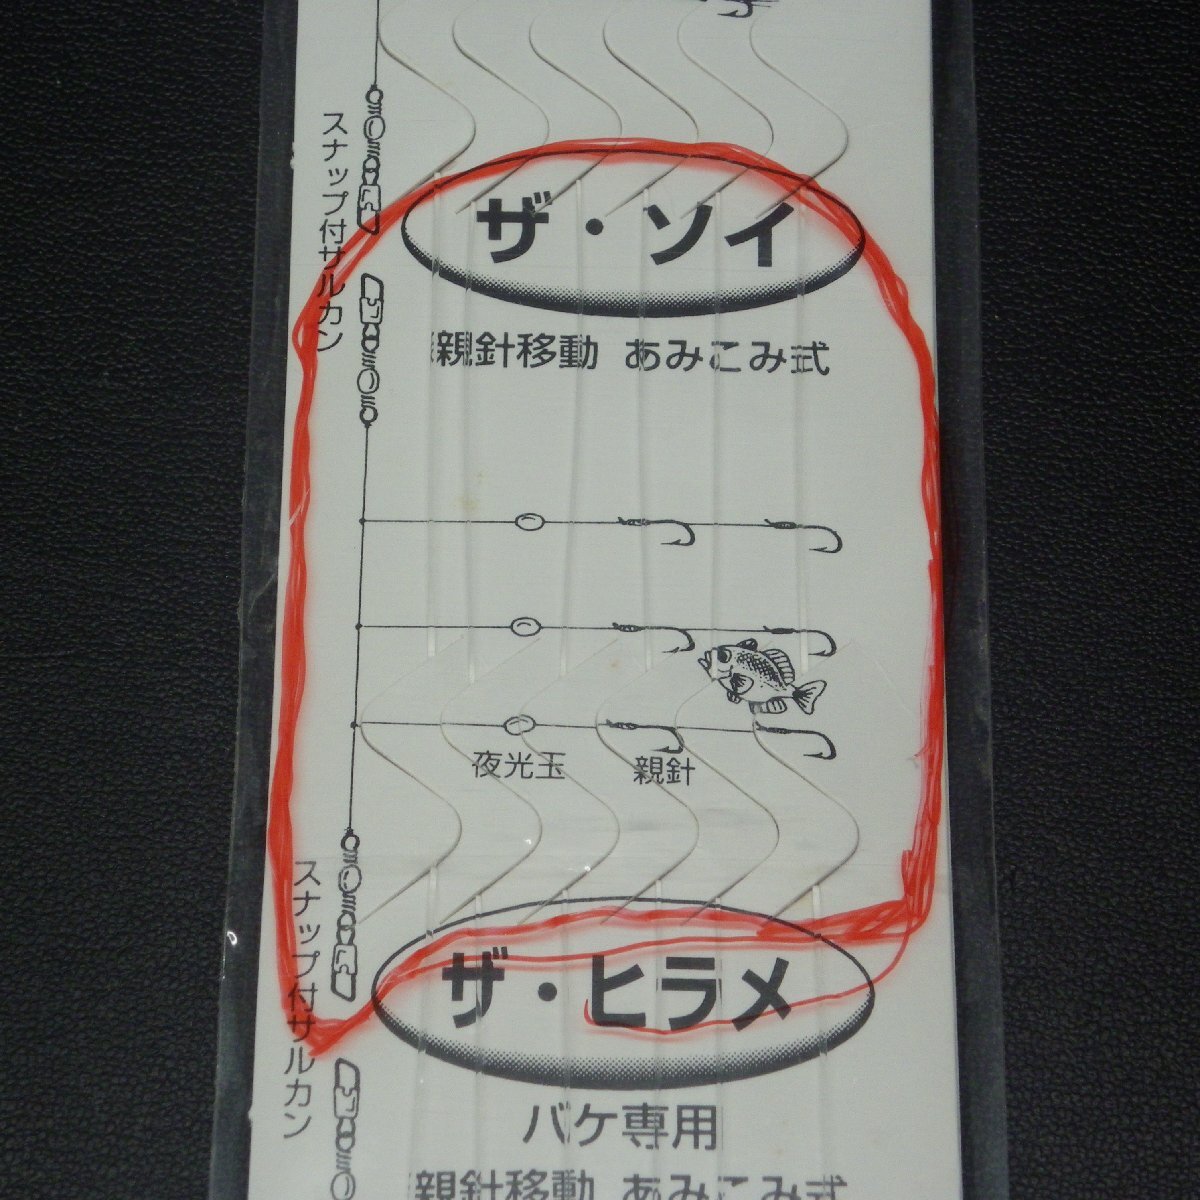 スナップ付サルカン
ザ・ソイ
親針移動 あみこみ式
夜光玉
親針
スナップ付サルカン
ザ・ヒラメ
バケ専用
親針移動 あみこみ式